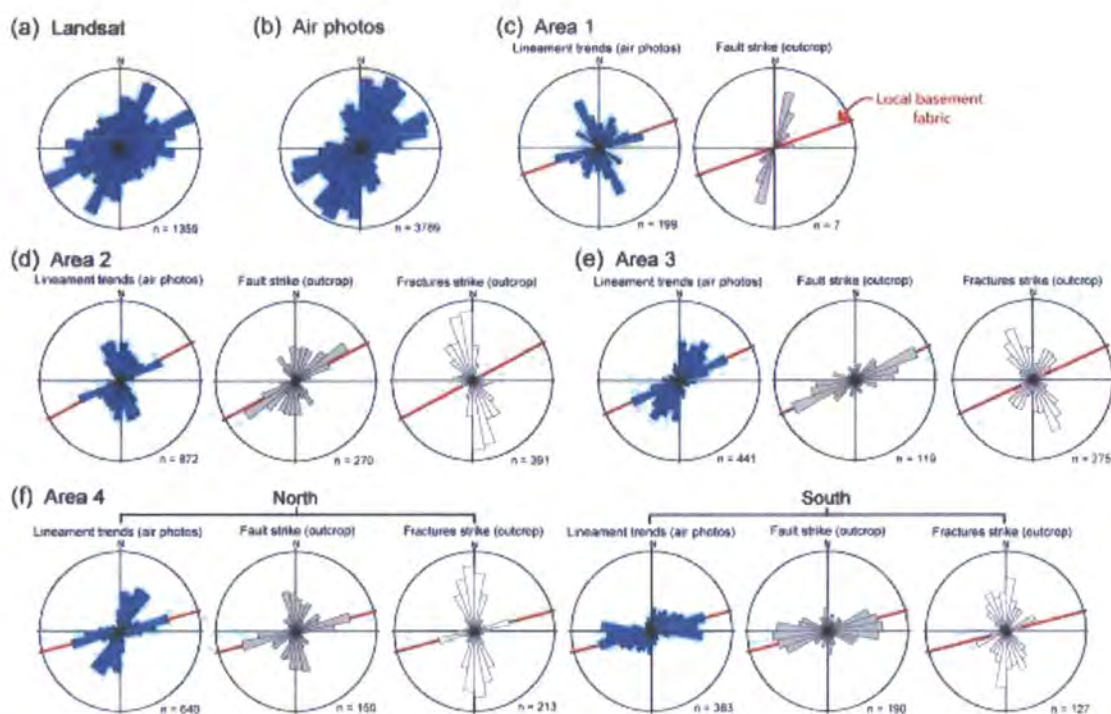 (a) Landsat
(b) Air photos
(c) Area 1
Lineament trends (air photos)
Fault strike (outcrop)
N
N
N
N
Local basement
fabric
n = 1359
n = 3789
n = 199
n = 7
(d) Area 2
(e) Area 3
Lineament trends (air photos)
Fault strike (outcrop)
Fractures strike (outcrop)
Lineament trends (air photos)
Fault strike (outcrop)
Fractures strike (outcrop)
N
N
N
N
N
N
n = 872
n = 270
n = 391
n = 441
n = 119
n = 275
(f) Area 4
North
South
Lineament trends (air photos)
Fault strike (outcrop)
Fractures strike (outcrop)
Lineament trends (air photos)
Fault strike (outcrop)
Fractures strike (outcrop)
N
N
N
N
N
N
n = 213
n = 383
n = 190
n = 127